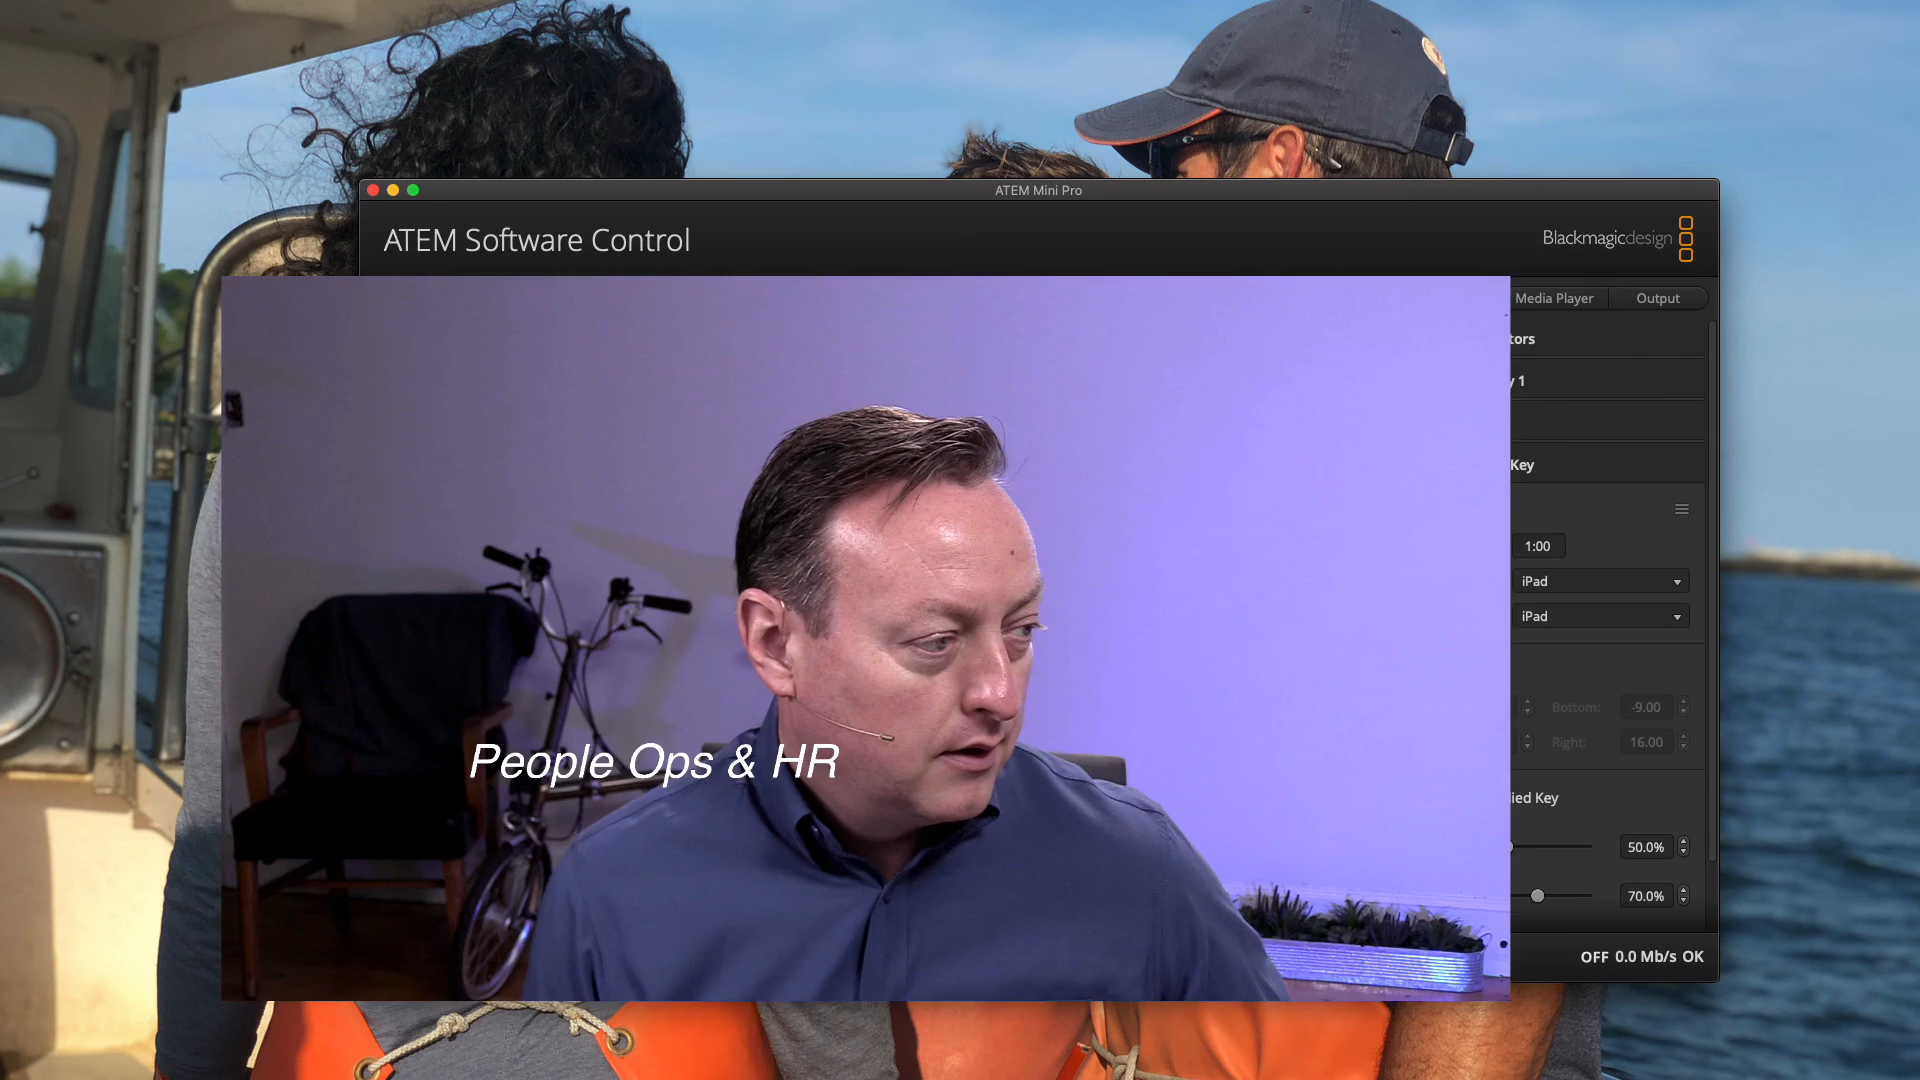 ATEM Mini Pro
ATEM Software Control
Blackmagicdesign
Media Player Output
tors
y 1
Key
1:00
iPad
iPad
Bottom: -9.00
Right: 16.00
ied Key
50.0%
70.0%
People Ops & HR
OFF 0.0 Mb/s OK